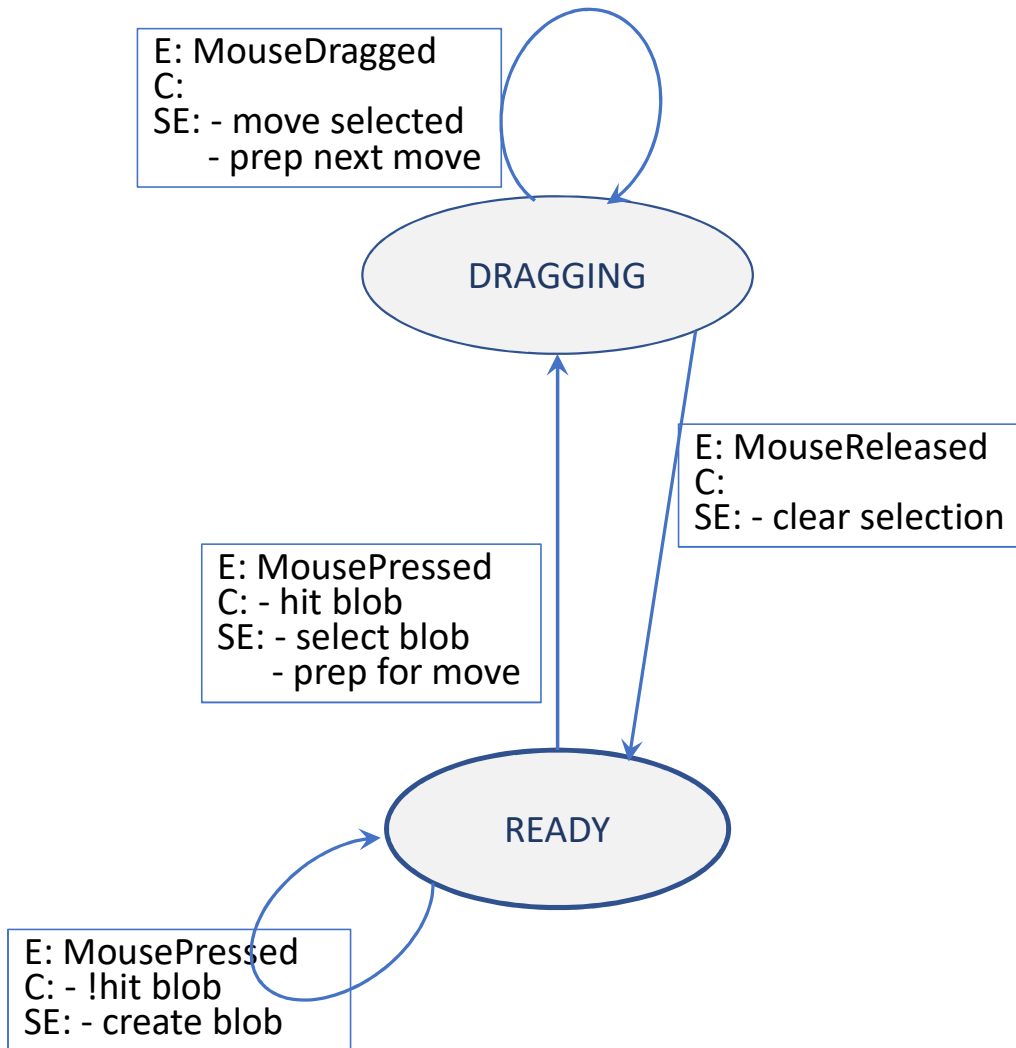 E: MouseDragged
C:
SE: - move selected
- prep next move
DRAGGING
E: MouseReleased
C:
SE: - clear selection
E: MousePressed
C: - hit blob
SE: - select blob
- prep for move
READY
E: MousePressed
C: - !hit blob
SE: - create blob